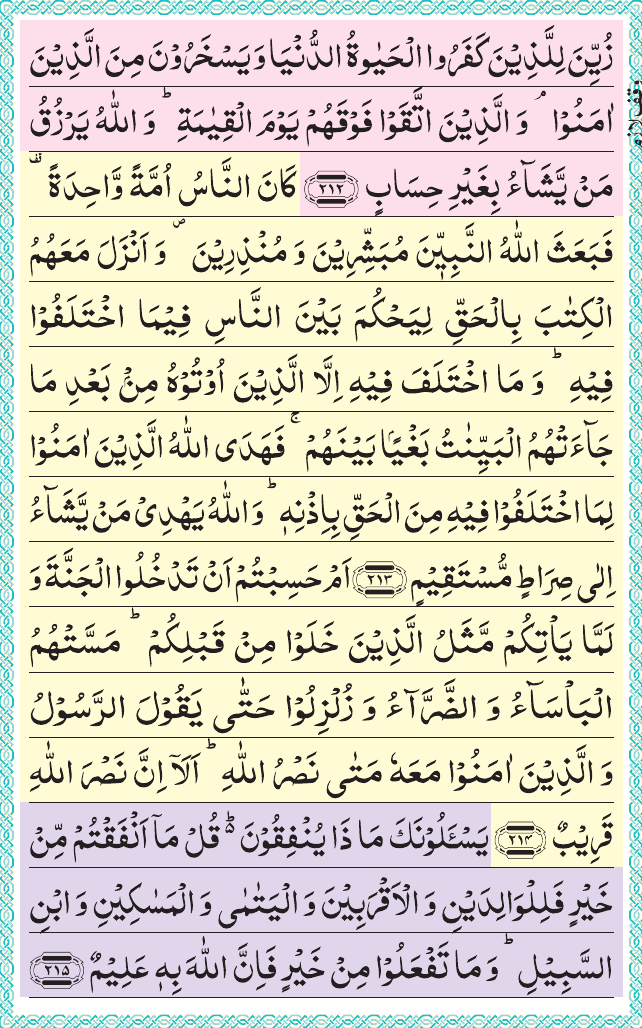 زُيِّنَ لِلَّذِيۡنَ كَفَرُوا الۡحَيٰوةُ الدُّنۡيَا وَيَسۡخَرُوۡنَ مِنَ الَّذِيۡنَ
اٰمَنُوۡا ۘ وَ الَّذِيۡنَ اتَّقَوۡا فَوۡقَهُمۡ يَوۡمَ الۡقِيٰمَةِ ؕ وَ اللّٰهُ يَرۡزُقُ
مَنۡ يَّشَآءُ بِغَيۡرِ حِسَابٍ ﴿۲۱۲﴾ كَانَ النَّاسُ اُمَّةً وَّاحِدَةً ۟
فَبَعَثَ اللّٰهُ النَّبِيّٖنَ مُبَشِّرِيۡنَ وَ مُنۡذِرِيۡنَ ۪ وَ اَنۡزَلَ مَعَهُمُ
الۡكِتٰبَ بِالۡحَقِّ لِيَحۡكُمَ بَيۡنَ النَّاسِ فِيۡمَا اخۡتَلَفُوۡا
فِيۡهِ ؕ وَ مَا اخۡتَلَفَ فِيۡهِ اِلَّا الَّذِيۡنَ اُوۡتُوۡهُ مِنۡۢ بَعۡدِ مَا
جَآءَتۡهُمُ الۡبَيِّنٰتُ بَغۡيًۢا بَيۡنَهُمۡ ۚ فَهَدَى اللّٰهُ الَّذِيۡنَ اٰمَنُوۡا
لِمَا اخۡتَلَفُوۡا فِيۡهِ مِنَ الۡحَقِّ بِاِذۡنِهٖ ؕ وَ اللّٰهُ يَهۡدِىۡ مَنۡ يَّشَآءُ
اِلٰى صِرَاطٍ مُّسۡتَقِيۡمٍ ﴿۲۱۳﴾ اَمۡ حَسِبۡتُمۡ اَنۡ تَدۡخُلُوا الۡجَنَّةَ وَ
لَمَّا يَاۡتِكُمۡ مَّثَلُ الَّذِيۡنَ خَلَوۡا مِنۡ قَبۡلِكُمۡ ؕ مَسَّتۡهُمُ
الۡبَاۡسَآءُ وَ الضَّرَّآءُ وَ زُلۡزِلُوۡا حَتّٰى يَقُوۡلَ الرَّسُوۡلُ
وَ الَّذِيۡنَ اٰمَنُوۡا مَعَهٗ مَتٰى نَصۡرُ اللّٰهِ ؕ اَلَاۤ اِنَّ نَصۡرَ اللّٰهِ
قَرِيۡبٌ ﴿۲۱۴﴾ يَسۡـَٔلُوۡنَكَ مَا ذَا يُنۡفِقُوۡنَ ؕ قُلۡ مَاۤ اَنۡفَقۡتُمۡ مِّنۡ
خَيۡرٍ فَلِلۡوَالِدَيۡنِ وَ الۡاَقۡرَبِيۡنَ وَ الۡيَتٰمٰى وَ الۡمَسٰكِيۡنِ وَ ابۡنِ
السَّبِيۡلِ ؕ وَ مَا تَفۡعَلُوۡا مِنۡ خَيۡرٍ فَاِنَّ اللّٰهَ بِهٖ عَلِيۡمٌ ﴿۲۱۵﴾